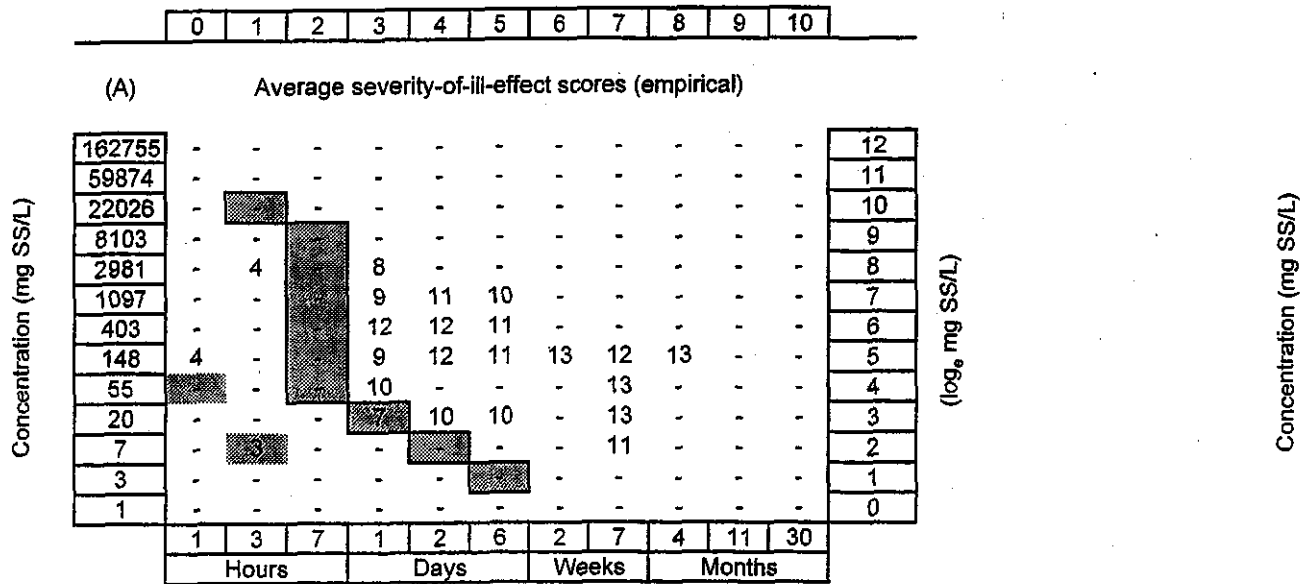 0 1 2 3 4 5 6 7 8 9 10
(A) Average severity-of-ill-effect scores (empirical)
162755 - - - - - - - - - - - 12
59874 - - - - - - - - - - - 11
22026 - - - - - - - - - - - 10
8103 - - - - - - - - - - - 9
2981 - 4 - 8 - - - - - - - 8
1097 - - - 9 11 10 - - - - - 7
403 - - - 12 12 11 - - - - - 6
148 4 - - 9 12 11 13 12 13 - - 5
55 - - - 10 - - - 13 - - - 4
20 - - - 7 10 10 - 13 - - - 3
7 - 3 - - - - - 11 - - - 2
3 - - - - - - - - - - - 1
1 - - - - - - - - - - - 0
1 3 7 1 2 6 2 7 4 11 30
Hours Days Weeks Months
Concentration (mg SS/L)
(logₑ mg SS/L)
Concentration (mg SS/L)